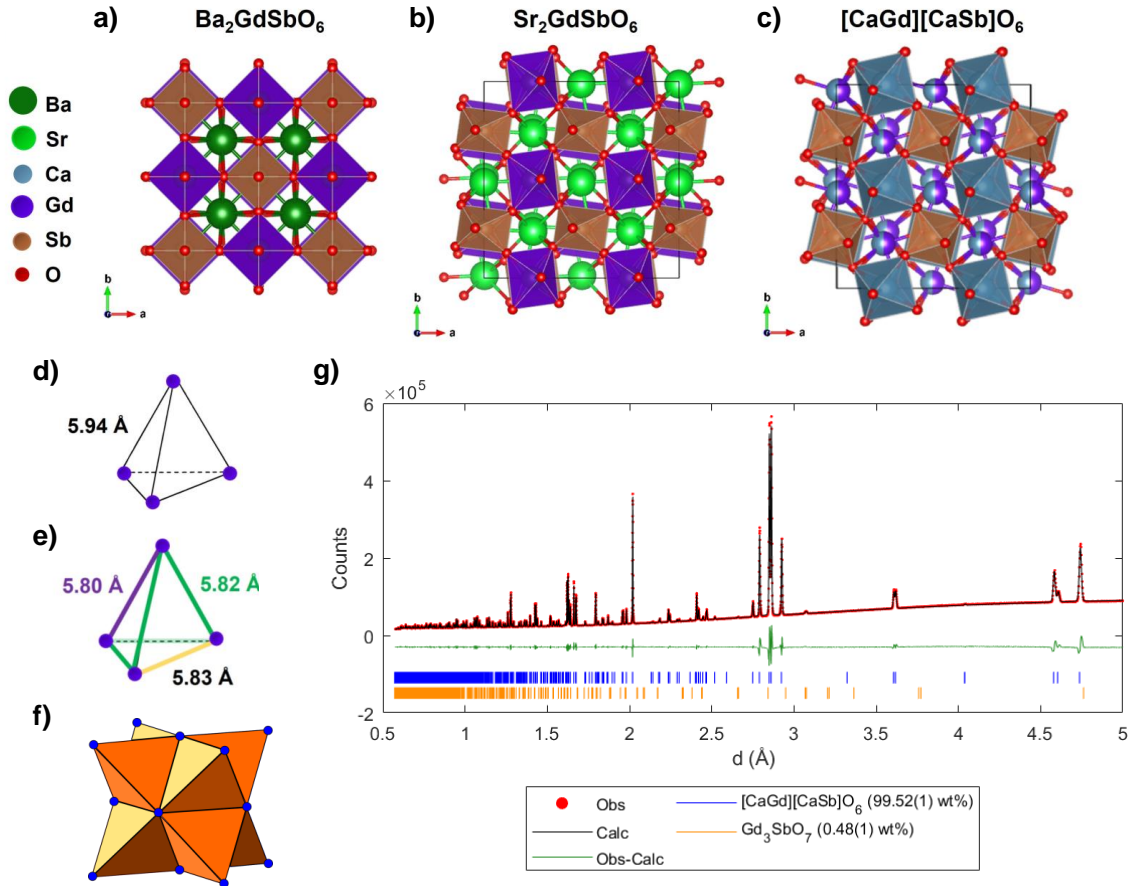 a) Ba₂GdSbO₆
b) Sr₂GdSbO₆
c) [CaGd][CaSb]O₆
Ba
Sr
Ca
Gd
Sb
O
b
a
b
a
b
a
d)
5.94 Å
e)
5.80 Å
5.82 Å
5.83 Å
f)
g)
×10⁵
6
4
2
0
-2
Counts
0.5 1 1.5 2 2.5 3 3.5 4 4.5 5
d (Å)
Obs
Calc
Obs-Calc
[CaGd][CaSb]O₆ (99.52(1) wt%)
Gd₃SbO₇ (0.48(1) wt%)